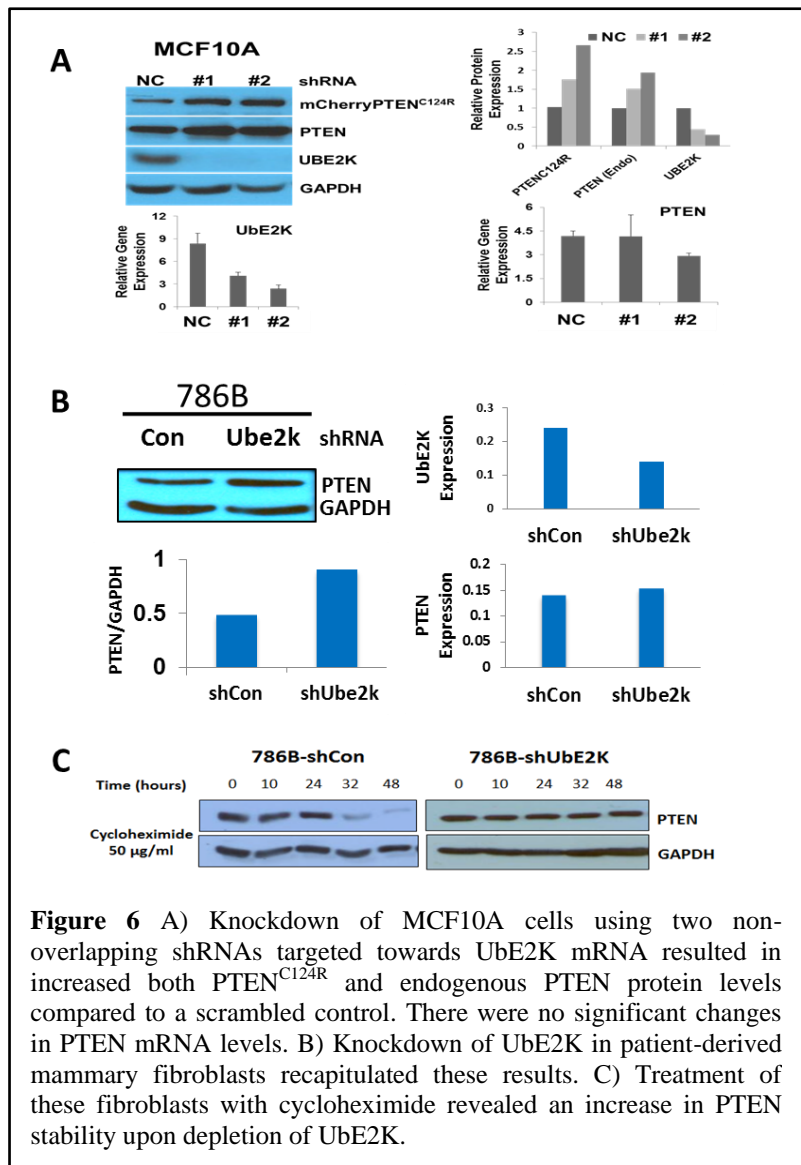 A
MCF10A
NC #1 #2 shRNA
mCherryPTEN^C124R
PTEN
UBE2K
GAPDH
Relative Gene Expression
12
9
6
3
0
UbE2K
NC #1 #2
Relative Protein Expression
3
2.5
2
1.5
1
0.5
0
NC #1 #2
PTENC124R
PTEN (Endo)
UBE2K
Relative Gene Expression
6
4.5
3
1.5
0
PTEN
NC #1 #2
B
786B
Con Ube2k shRNA
PTEN
GAPDH
PTEN/GAPDH
1
0.5
0
shCon shUbe2k
UbE2K Expression
0.3
0.2
0.1
0
shCon shUbe2k
PTEN Expression
0.2
0.15
0.1
0.05
0
shCon shUbe2k
C
786B-shCon 786B-shUbE2K
Time (hours) 0 10 24 32 48 0 10 24 32 48
Cycloheximide
50 µg/ml
PTEN
GAPDH
Figure 6 A) Knockdown of MCF10A cells using two non-
overlapping shRNAs targeted towards UbE2K mRNA resulted in
increased both PTEN^C124R and endogenous PTEN protein levels
compared to a scrambled control. There were no significant changes
in PTEN mRNA levels. B) Knockdown of UbE2K in patient-derived
mammary fibroblasts recapitulated these results. C) Treatment of
these fibroblasts with cycloheximide revealed an increase in PTEN
stability upon depletion of UbE2K.